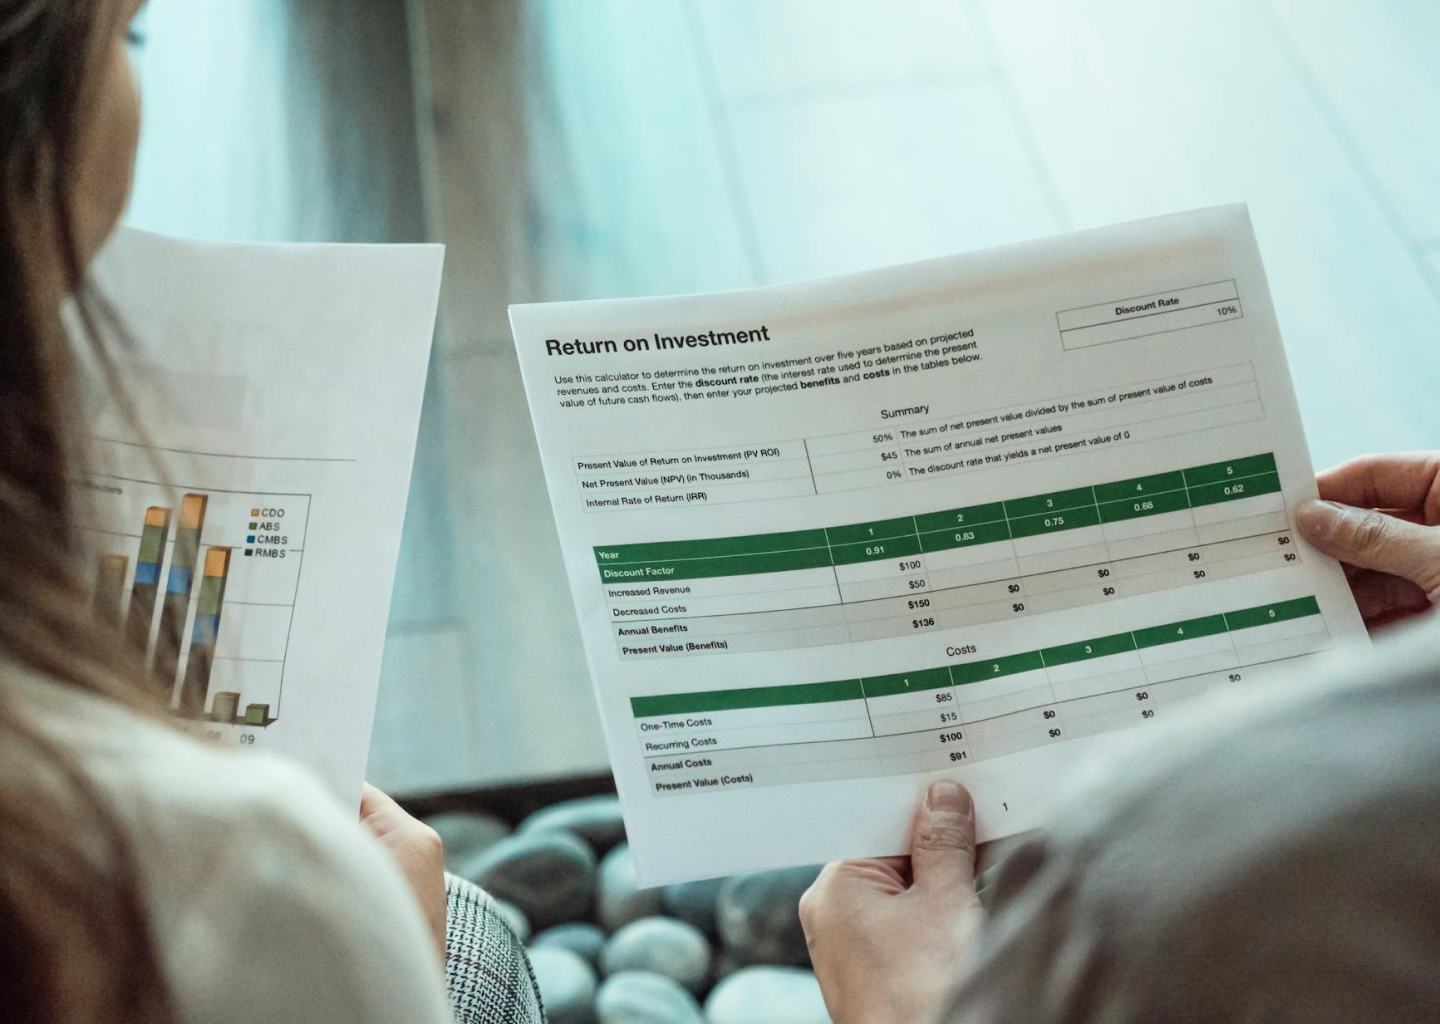 CDO
ABS
CMBS
RMBS
08
09
Return on Investment
Use this calculator to determine the return on investment over five years based on projected
revenues and costs. Enter the discount rate (the interest rate used to determine the present
value of future cash flows), then enter your projected benefits and costs in the tables below.
Discount Rate
10%
Summary
Present Value of Return on Investment (PV ROI) 50% The sum of net present value divided by the sum of present value of costs
Net Present Value (NPV) (in Thousands) $45 The sum of annual net present values
Internal Rate of Return (IRR) 0% The discount rate that yields a net present value of 0
Year 1 2 3 4 5
Discount Factor 0.91 0.83 0.75 0.68 0.62
Increased Revenue $100
Decreased Costs $50
Annual Benefits $150 $0 $0 $0 $0
Present Value (Benefits) $136 $0 $0 $0 $0
Costs
1 2 3 4 5
One-Time Costs $85
Recurring Costs $15
Annual Costs $100 $0 $0 $0
Present Value (Costs) $91 $0 $0
1